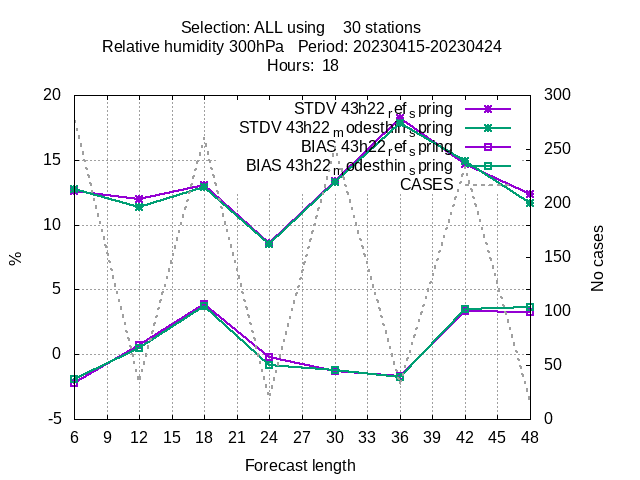 Selection: ALL using    30 stations
Relative humidity 300hPa   Period: 20230415-20230424
Hours:  18
STDV 43h22_ref_spring
STDV 43h22_modesthin_spring
BIAS 43h22_ref_spring
BIAS 43h22_modesthin_spring
CASES
20
15
10
5
0
-5
%
300
250
200
150
100
50
0
No cases
6 9 12 15 18 21 24 27 30 33 36 39 42 45 48
Forecast length